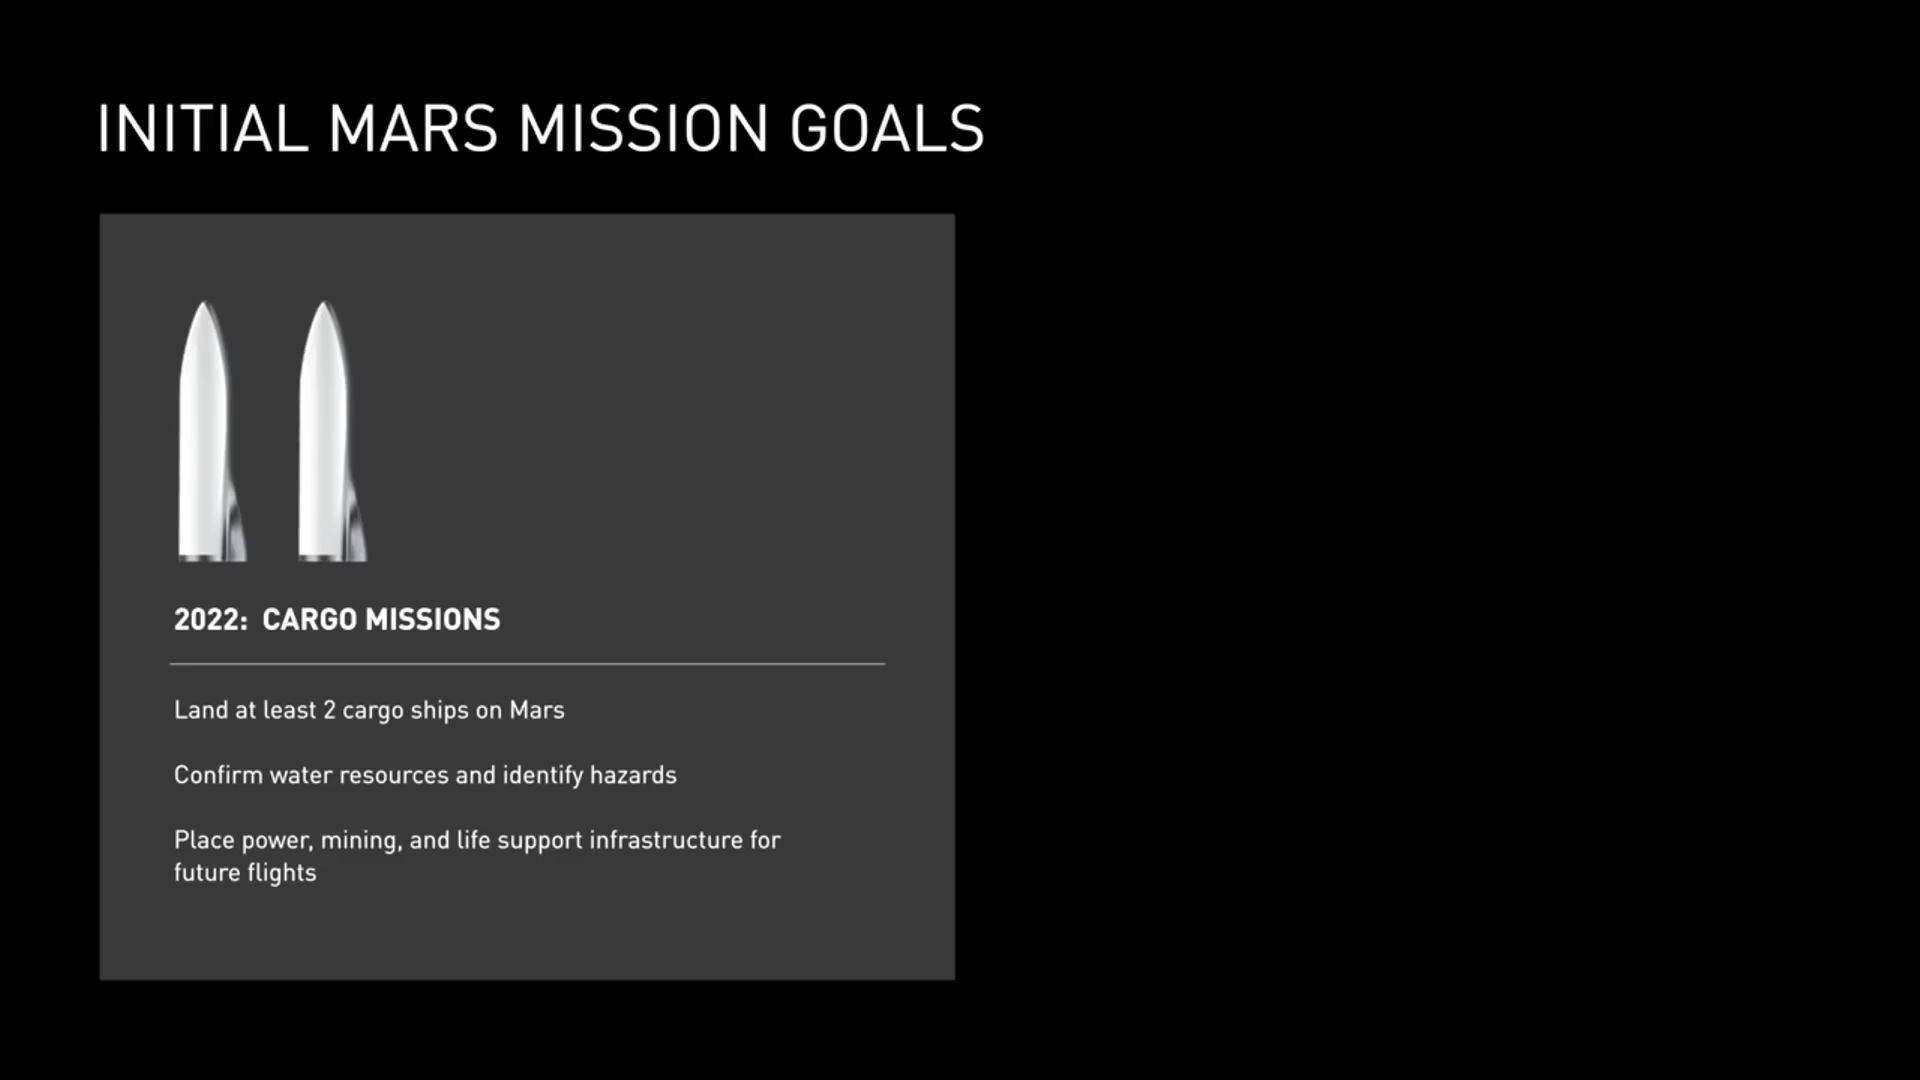 INITIAL MARS MISSION GOALS
2022: CARGO MISSIONS
Land at least 2 cargo ships on Mars
Confirm water resources and identify hazards
Place power, mining, and life support infrastructure for
future flights